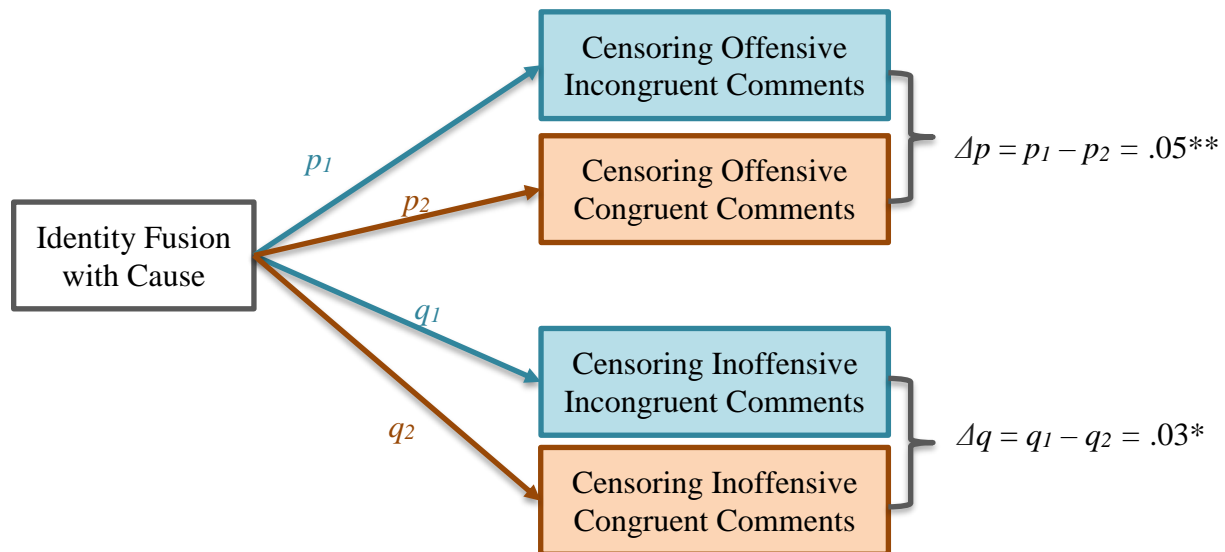 Censoring Offensive
Incongruent Comments
Δp = p1 – p2 = .05**
p1
Censoring Offensive
Congruent Comments
p2
Identity Fusion
with Cause
q1
Censoring Inoffensive
Incongruent Comments
Δq = q1 – q2 = .03*
q2
Censoring Inoffensive
Congruent Comments